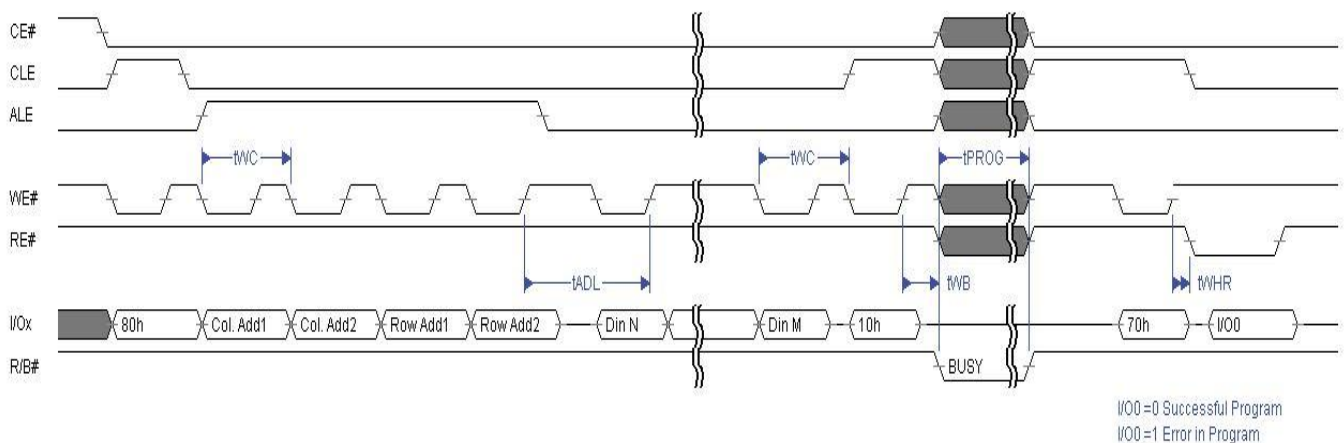 CE#
CLE
ALE
tWC tWC tPROG
WE#
RE#
tADL tWB tWHR
I/Ox 80h Col. Add1 Col. Add2 Row Add1 Row Add2 Din N Din M 10h 70h I/O0
R/B# BUSY
I/O0 =0 Successful Program
I/O0 =1 Error in Program